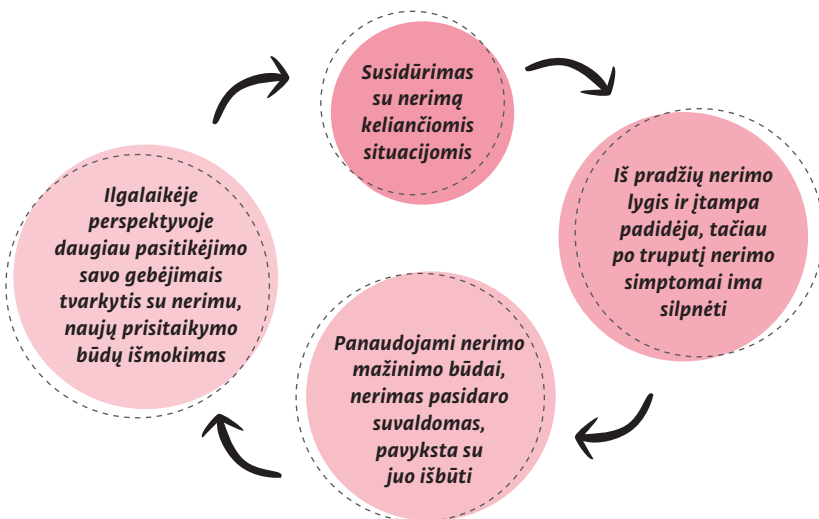 Susidūrimas
su nerimą
keliančiomis
situacijomis
Iš pradžių nerimo
lygis ir įtampa
padidėja, tačiau
po truputį nerimo
simptomai ima
silpnėti
Panaudojami nerimo
mažinimo būdai,
nerimas pasidaro
suvaldomas,
pavyksta su
juo išbūti
Ilgalaikėje
perspektyvoje
daugiau pasitikėjimo
savo gebėjimais
tvarkytis su nerimu,
naujų prisitaikymo
būdų išmokimas